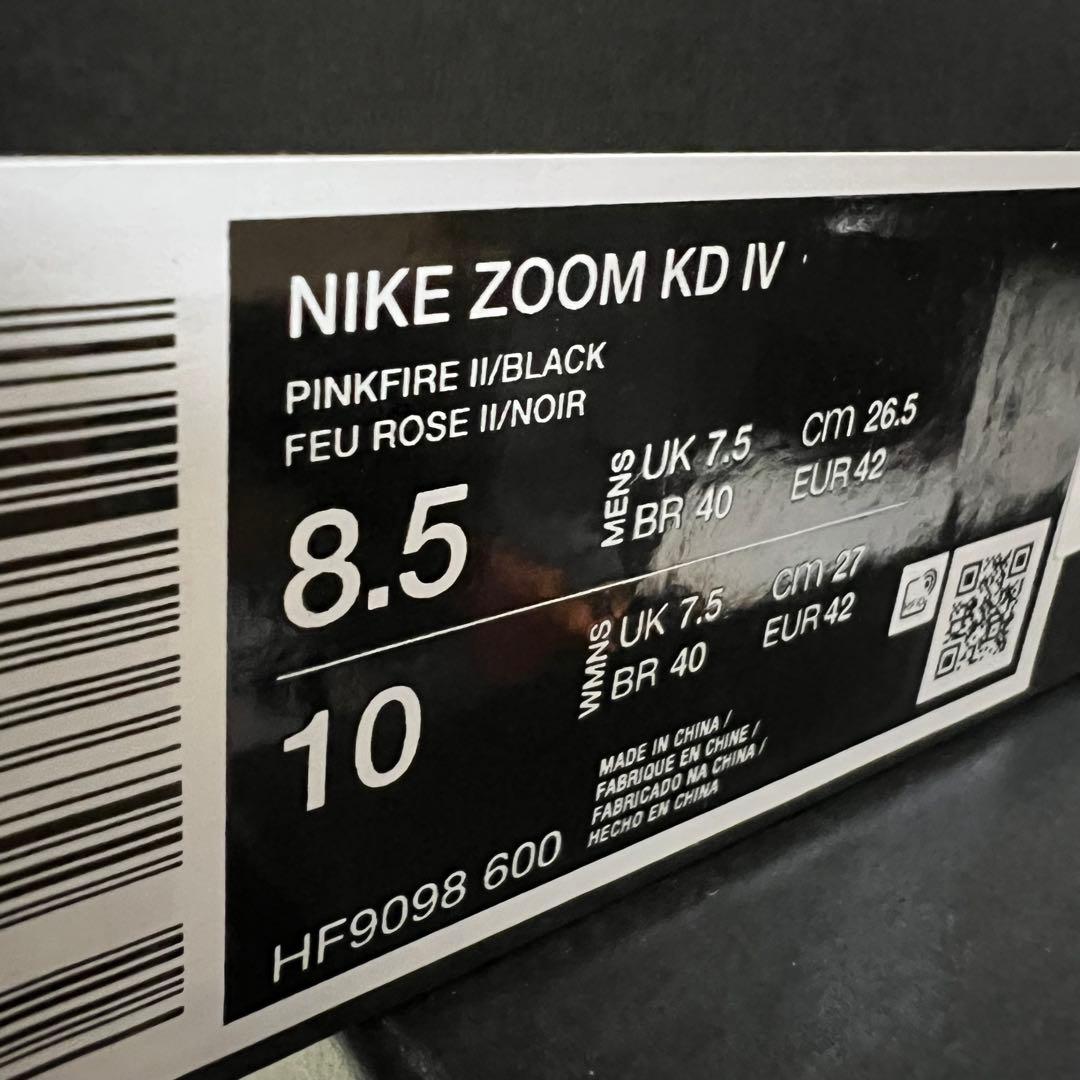 NIKE ZOOM KD IV
PINKFIRE II/BLACK
FEU ROSE II/NOIR
8.5
MENS
UK 7.5 cm 26.5
BR 40 EUR 42
10
WMNS
UK 7.5 cm 27
BR 40 EUR 42
MADE IN CHINA /
FABRIQUE EN CHINE /
FABRICADO NA CHINA /
HECHO EN CHINA
HF9098 600